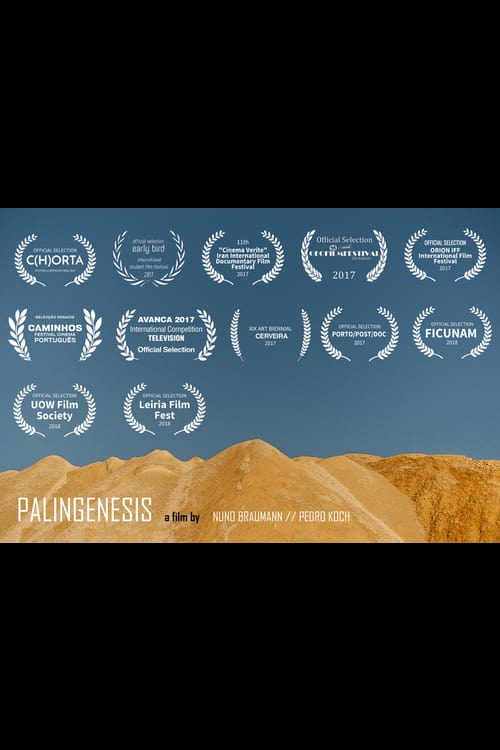 OFFICIAL SELECTION
C(H)ORTA
official selection
early bird
international
student film festival
2017
11th
"Cinema Verite"
Iran International
Documentary Film
Festival
2017
Official Selection
2017
OFFICIAL SELECTION
ORION IFF
International Film
Festival
2017
SELECÇÃO ENSAIOS
CAMINHOS
FESTIVAL CINEMA
PORTUGUÊS
AVANCA 2017
International Competition
TELEVISION
Official Selection
XIX ART BIENNIAL
CERVEIRA
2017
OFFICIAL SELECTION
PORTO/POST/DOC
2017
OFFICIAL SELECTION
FICUNAM
2018
OFFICIAL SELECTION
UOW Film
Society
2018
OFFICIAL SELECTION
Leiria Film
Fest
2018
PALINGENESIS a film by NUNO BRAUMANN // PEDRO KOCH